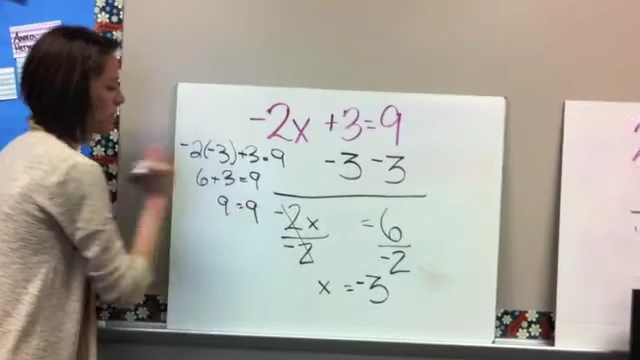 -2x +3=9
-3 -3
-2(-3)+3=9
6+3=9
9=9
-2x = 6
-2 -2
x = -3